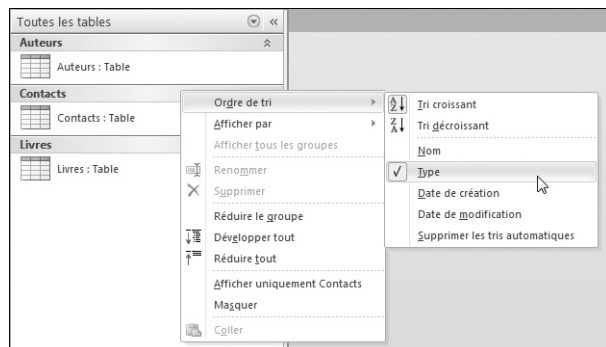 Toutes les tables
Auteurs
Auteurs : Table
Contacts
Contacts : Table
Livres
Livres : Table
Ordre de tri
Afficher par
Afficher tous les groupes
Renommer
Supprimer
Réduire le groupe
Développer tout
Réduire tout
Afficher uniquement Contacts
Masquer
Coller
Tri croissant
Tri décroissant
Nom
Type
Date de création
Date de modification
Supprimer les tris automatiques